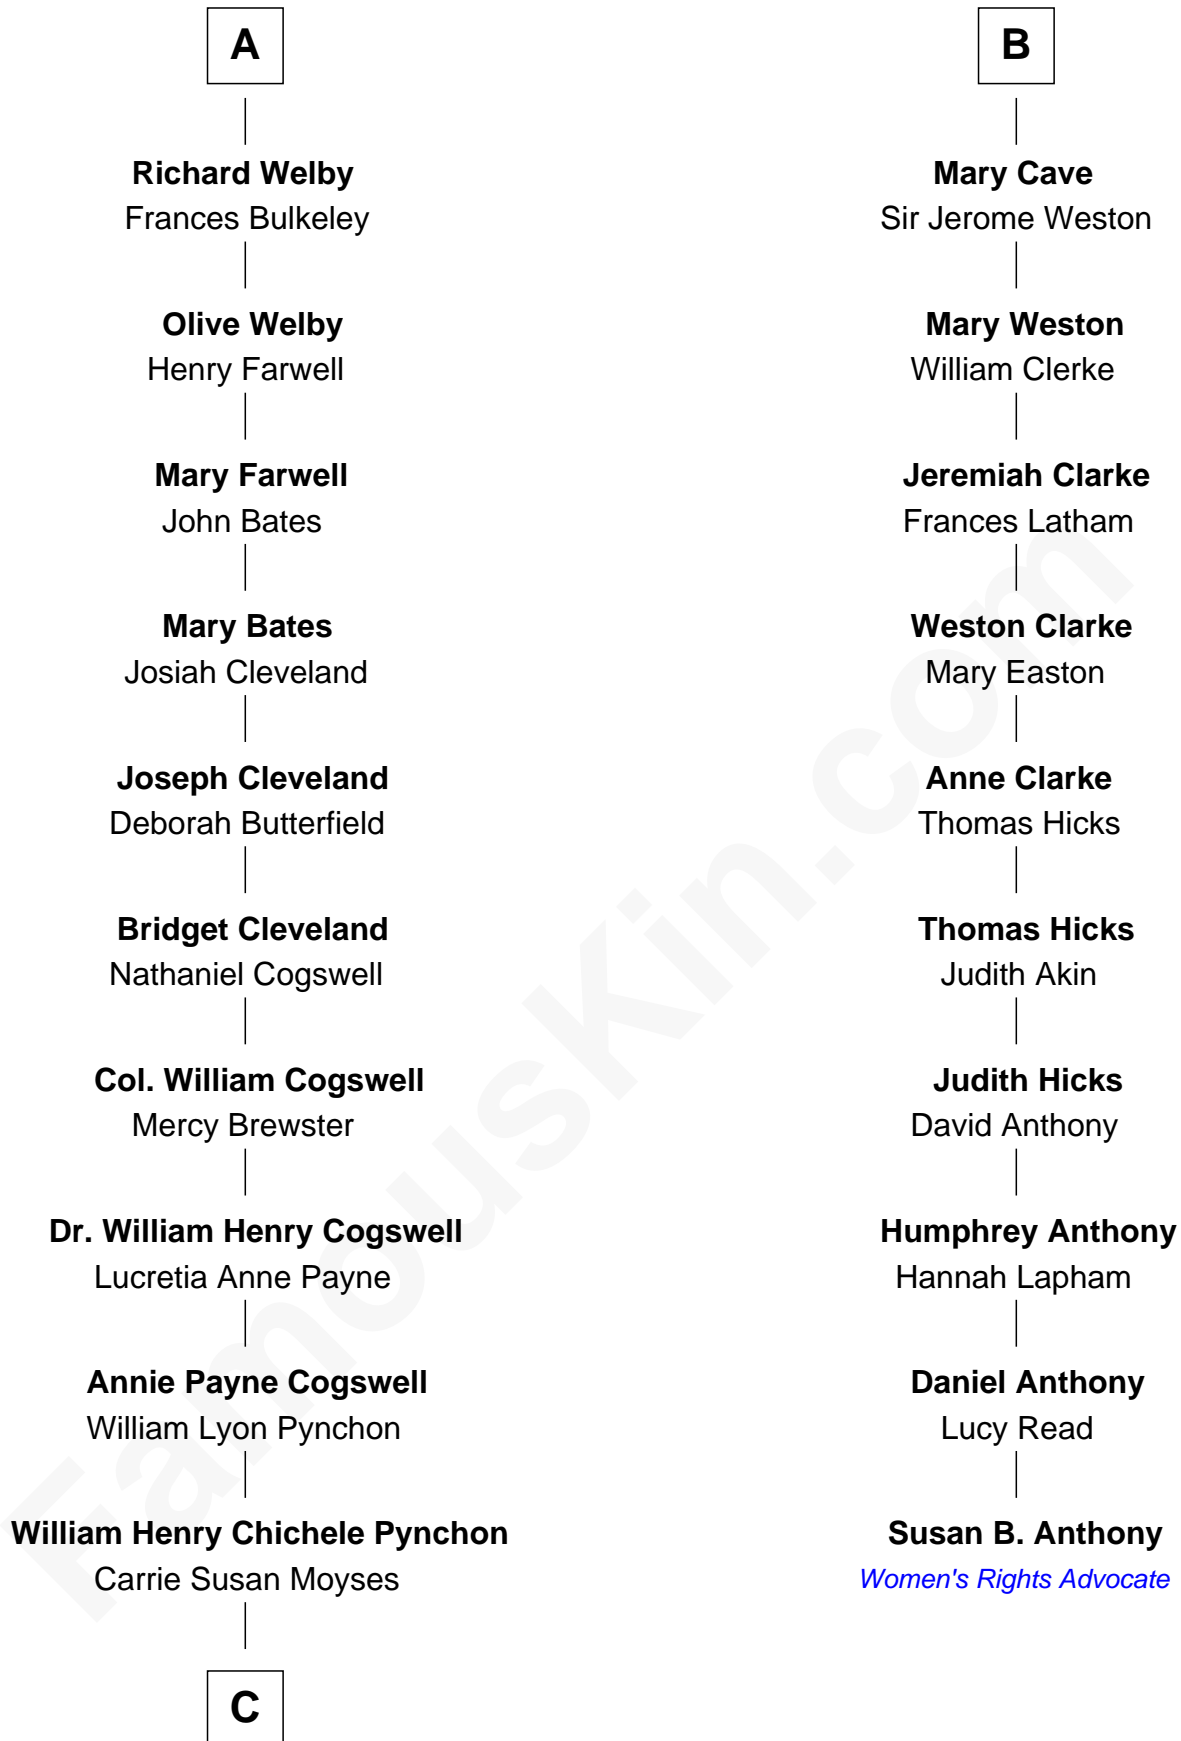 A
Richard Welby
Frances Bulkeley
Olive Welby
Henry Farwell
Mary Farwell
John Bates
Mary Bates
Josiah Cleveland
Joseph Cleveland
Deborah Butterfield
Bridget Cleveland
Nathaniel Cogswell
Col. William Cogswell
Mercy Brewster
Dr. William Henry Cogswell
Lucretia Anne Payne
Annie Payne Cogswell
William Lyon Pynchon
William Henry Chichele Pynchon
Carrie Susan Moyses
C
B
Mary Cave
Sir Jerome Weston
Mary Weston
William Clerke
Jeremiah Clarke
Frances Latham
Weston Clarke
Mary Easton
Anne Clarke
Thomas Hicks
Thomas Hicks
Judith Akin
Judith Hicks
David Anthony
Humphrey Anthony
Hannah Lapham
Daniel Anthony
Lucy Read
Susan B. Anthony
Women's Rights Advocate
FamousKin.com